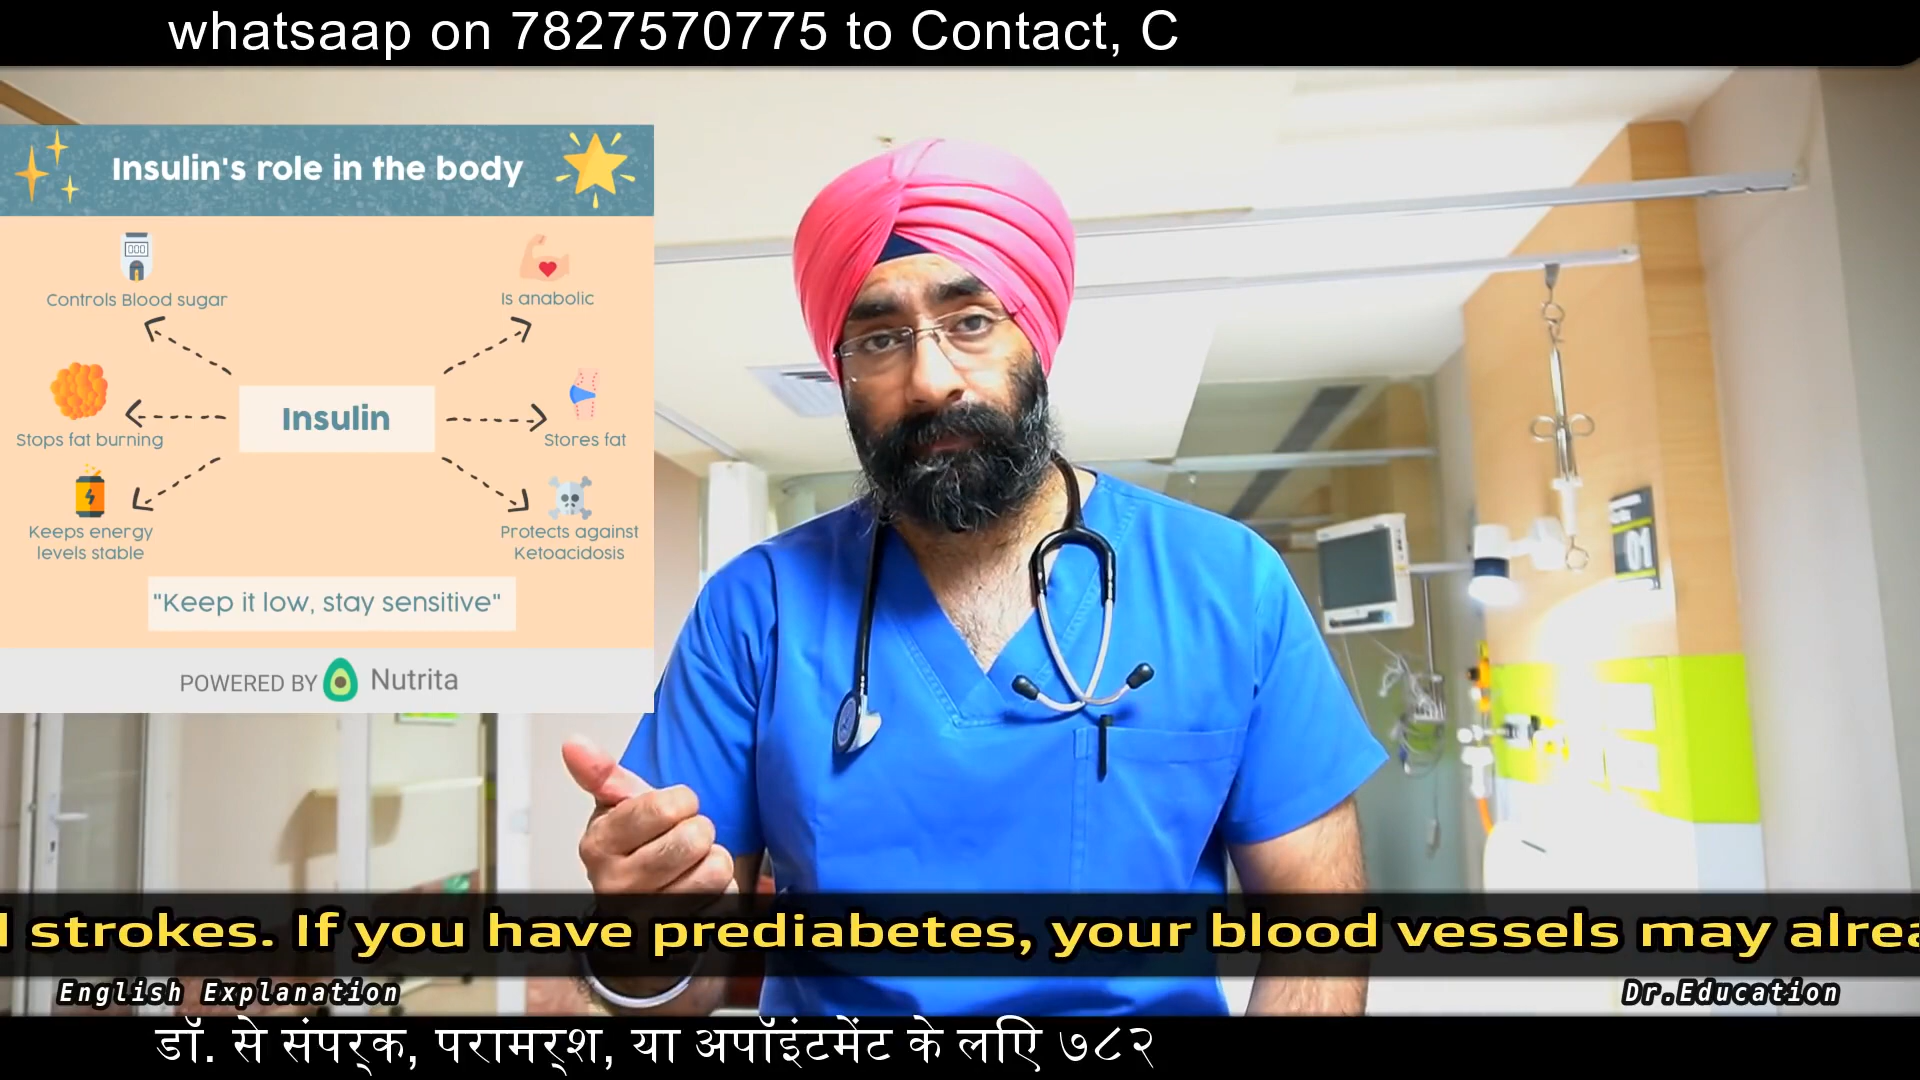 whatsaap on 7827570775 to Contact, C
Insulin's role in the body
Controls Blood sugar
Is anabolic
Insulin
Stops fat burning
Stores fat
Keeps energy
levels stable
Protects against
Ketoacidosis
"Keep it low, stay sensitive"
POWERED BY Nutrita
01
strokes. If you have prediabetes, your blood vessels may alrea
English Explanation
Dr.Education
डॉ. से संपर्क, परामर्श, या अपॉइंटमेंट के लिए ७८२